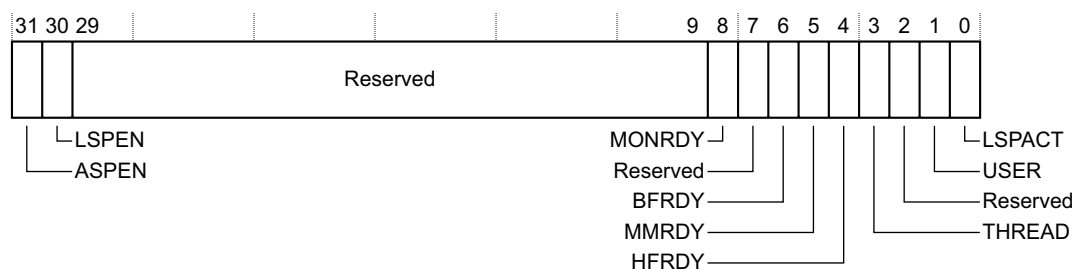 31 30 29 9 8 7 6 5 4 3 2 1 0
Reserved
LSPEN MONRDY LSPACT
ASPEN Reserved USER
BFRDY Reserved
MMRDY THREAD
HFRDY